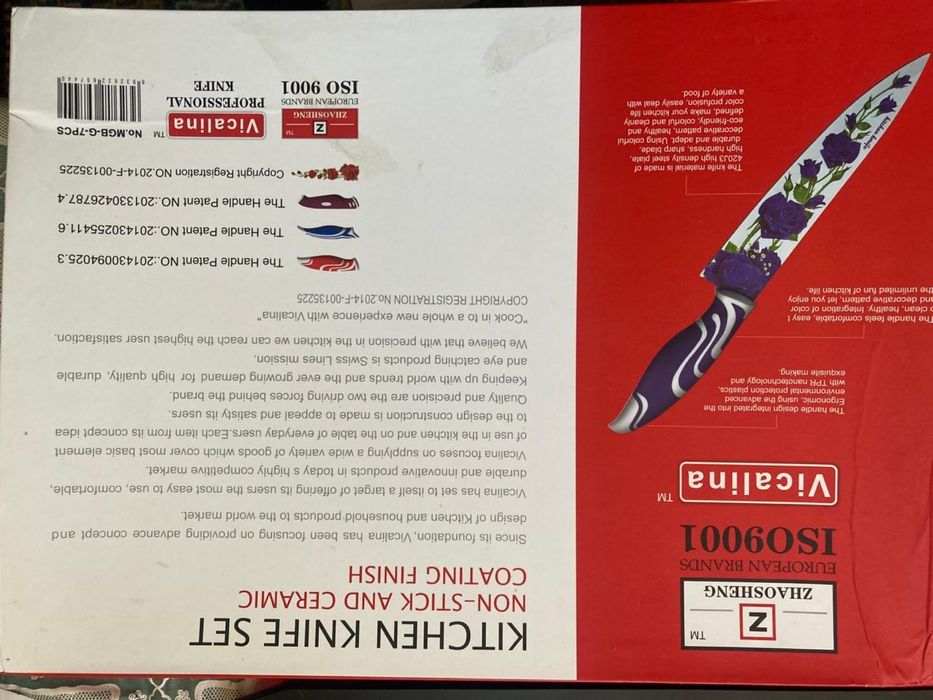 KITCHEN KNIFE SET
NON-STICK AND CERAMIC
COATING FINISH
Since its foundation, Vicalina has been focusing on providing advance concept and
design of Kitchen and household'products to the world market.
Vicalina has set to itself a target of offering its users the most easy to use, comfortable,
durable and innovative products in today s highly competitive market.
Vicalina focuses on supplying a wide variety of goods which cover most basic element
of use in the kitchen and on the table of everyday users.Each item from its concept idea
to the design construction is made to appeal and satisfy its users.
Quality and Precision are the two driving forces behind the brand.
Keeping up with world trends and the ever growing demand for high quality, durable
and eye catching products is Swiss Lines mission.
We believe that with precision in the kitchen we can reach the highest user satisfaction.
"Cook in to a whole new experience with Vicalina"
COPYRIGHT REGISTRATION No.2014-F-00135225
The Handle Patent NO.:201430094025.3
The Handle Patent NO.:201430255411.6
The Handle Patent NO.:201330426787.4
Copyright Registration NO.2014-F-00135225
Z
ZHAOSHENG
TM
EUROPEAN BRANDS
ISO 9001
Vicalina
TM
PROFESSIONAL
KNIFE
No.MCB-G-7PCS
Z
ZHAOSHENG
TM
EUROPEAN BRANDS
ISO9001
Vicalina
TM
The handle design integrated into the
Ergonomic, using the advanced
environmental protection plastics.
with TPR nanotechnology and
exquisite making.
The handle feels comfortable, easy t
o clean, healthy. Integration of color
and decorative pattern, let you enjoy
the unlimited fun of kitchen life.
The knife material is made of
420J3 high density steel plate,
high hardness, sharp blade,
durable and adept. Using colorful
decorative pattern, healthy and
eco-friendly, colorful and cleanly
defined, make your kitchen life
color profusion, easily deal with
a variety of food.